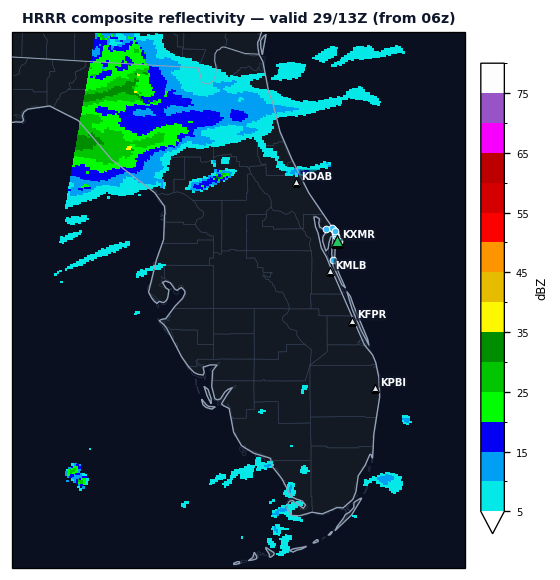 HRRR composite reflectivity — valid 29/13Z (from 06z)
KDAB
KXMR
KMLB
KFPR
KPBI
75
65
55
45
35
25
15
5
dBZ